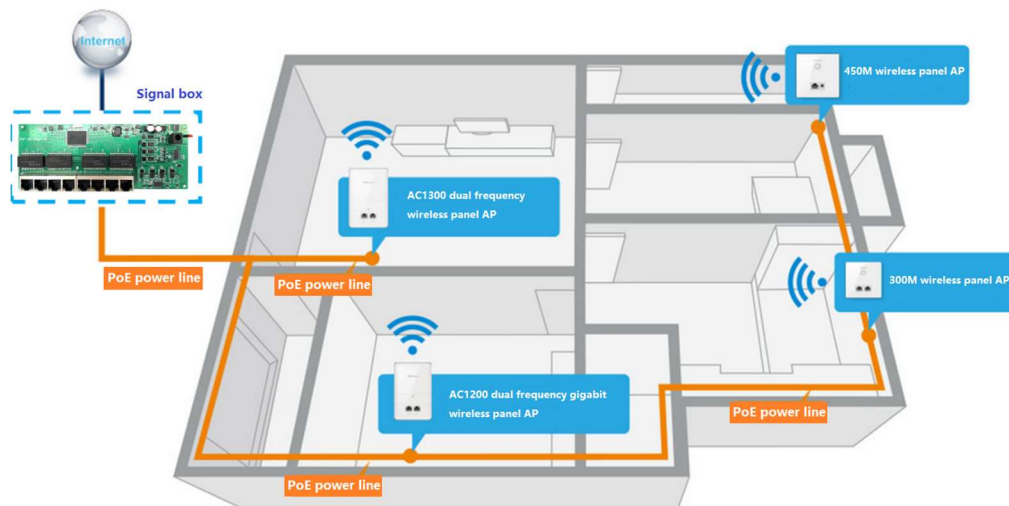 Internet
Signal box
450M wireless panel AP
AC1300 dual frequency
wireless panel AP
PoE power line
PoE power line
300M wireless panel AP
AC1200 dual frequency gigabit
wireless panel AP
PoE power line
PoE power line